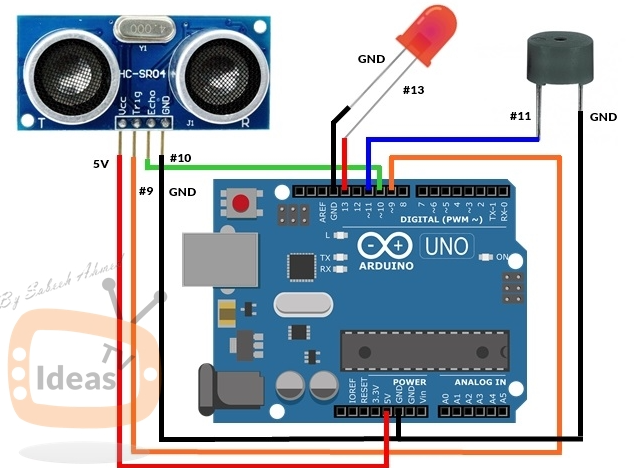 GND
#13
#11
GND
4.000
Y1
HC-SR04
Vcc
Trig
Echo
GND
T
J1
R
5V
#9
#10
GND
AREF
GND
13
12
~11
~10
~9
8
7
~6
~5
4
~3
2
TX-1
RX-0
DIGITAL (PWM ~)
L
TX
RX
ARDUINO
UNO
ON
By Sabeeh Ahmed
Ideas
TV
IOREF
RESET
3.3V
5V
GND
GND
Vin
POWER
ANALOG IN
A0
A1
A2
A3
A4
A5